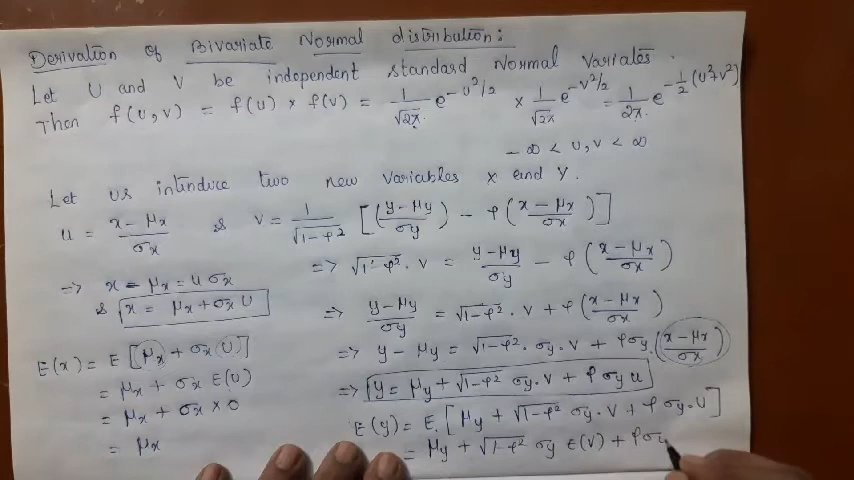 Derivation of Bivariate Normal distribution:
Let U and V be independent standard Normal variates.
Then f(U,V) = f(U) × f(V) = 1/√2π e^{-U²/2} × 1/√2π e^{-V²/2} = 1/2π e^{-1/2(U²+V²)}
-∞ < U, V < ∞
Let us introduce two new variables x and y.
u = (x-μx)/σx & V = 1/√(1-ρ²) [((y-μy)/σy) - ρ((x-μx)/σx)]
⇒ x - μx = u σx
& x = μx + σx U
⇒ √(1-ρ²) . V = (y-μy)/σy - ρ((x-μx)/σx)
⇒ (y-μy)/σy = √(1-ρ²) . V + ρ((x-μx)/σx)
⇒ y - μy = √(1-ρ²) . σy . V + ρσy ((x-μx)/σx)
⇒ y = μy + √(1-ρ²) σy . V + ρ σy u
E(x) = E[μx + σx (U)]
= μx + σx E(U)
= μx + σx × 0
= μx
E(y) = E.[μy + √(1-ρ²) σy . V + ρ σy . U]
= μy + √(1-ρ²) σy E(V) + ρσ